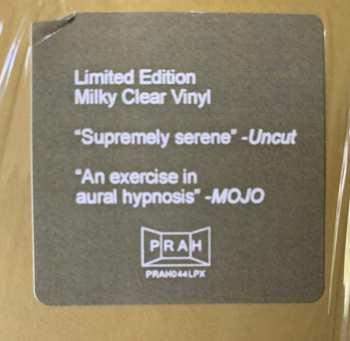 Limited Edition
Milky Clear Vinyl
“Supremely serene” -Uncut
“An exercise in
aural hypnosis” -MOJO
PRAH
PRAH044LPX